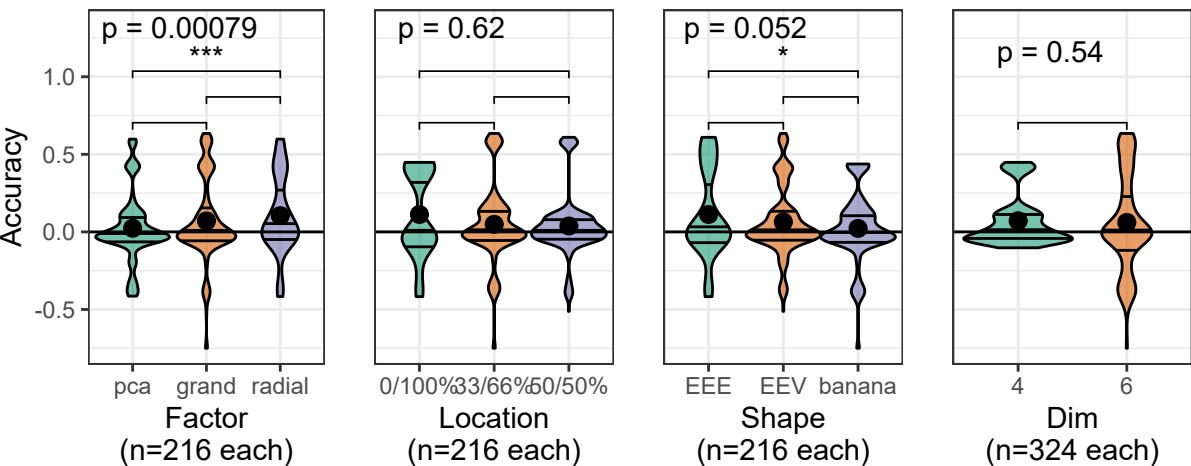 p = 0.00079
***
p = 0.62
p = 0.052
*
p = 0.54
Accuracy
1.0
0.5
0.0
-0.5
pca grand radial
0/100% 33/66% 50/50%
EEE EEV banana
4 6
Factor
(n=216 each)
Location
(n=216 each)
Shape
(n=216 each)
Dim
(n=324 each)